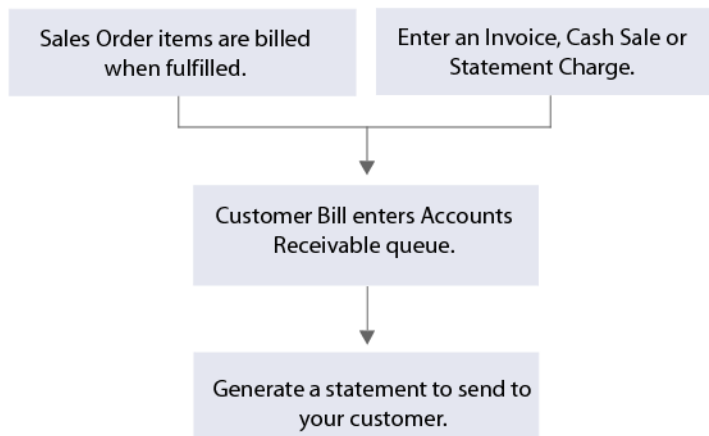 Sales Order items are billed
when fulfilled.
Enter an Invoice, Cash Sale or
Statement Charge.
Customer Bill enters Accounts
Receivable queue.
Generate a statement to send to
your customer.